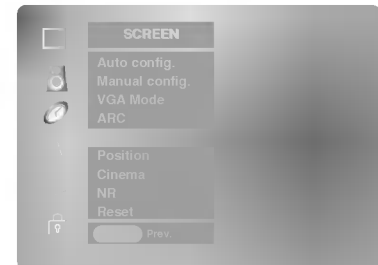 SCREEN
Auto config.
Manual config.
VGA Mode
ARC
Position
Cinema
NR
Reset
Prev.